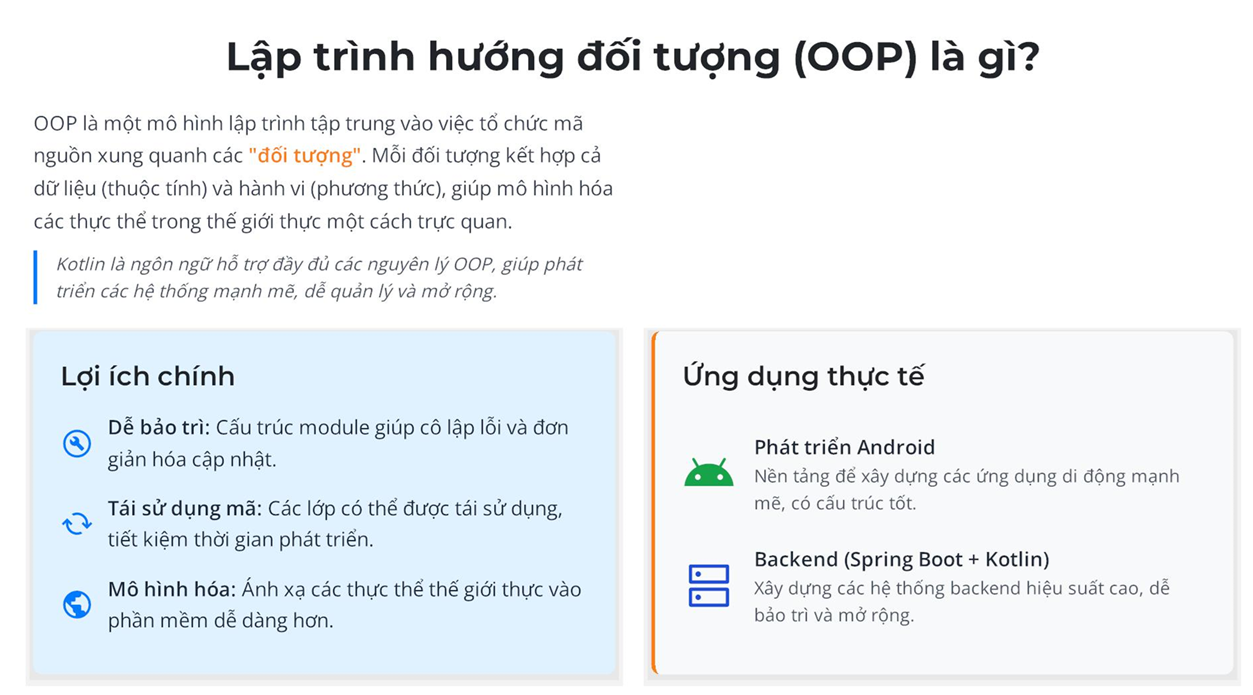 Lập trình hướng đối tượng (OOP) là gì?
OOP là một mô hình lập trình tập trung vào việc tổ chức mã
nguồn xung quanh các "đối tượng". Mỗi đối tượng kết hợp cả
dữ liệu (thuộc tính) và hành vi (phương thức), giúp mô hình hóa
các thực thể trong thế giới thực một cách trực quan.
Kotlin là ngôn ngữ hỗ trợ đầy đủ các nguyên lý OOP, giúp phát
triển các hệ thống mạnh mẽ, dễ quản lý và mở rộng.
Lợi ích chính
Dễ bảo trì: Cấu trúc module giúp cô lập lỗi và đơn
giản hóa cập nhật.
Tái sử dụng mã: Các lớp có thể được tái sử dụng,
tiết kiệm thời gian phát triển.
Mô hình hóa: Ánh xạ các thực thể thế giới thực vào
phần mềm dễ dàng hơn.
Ứng dụng thực tế
Phát triển Android
Nền tảng để xây dựng các ứng dụng di động mạnh
mẽ, có cấu trúc tốt.
Backend (Spring Boot + Kotlin)
Xây dựng các hệ thống backend hiệu suất cao, dễ
bảo trì và mở rộng.